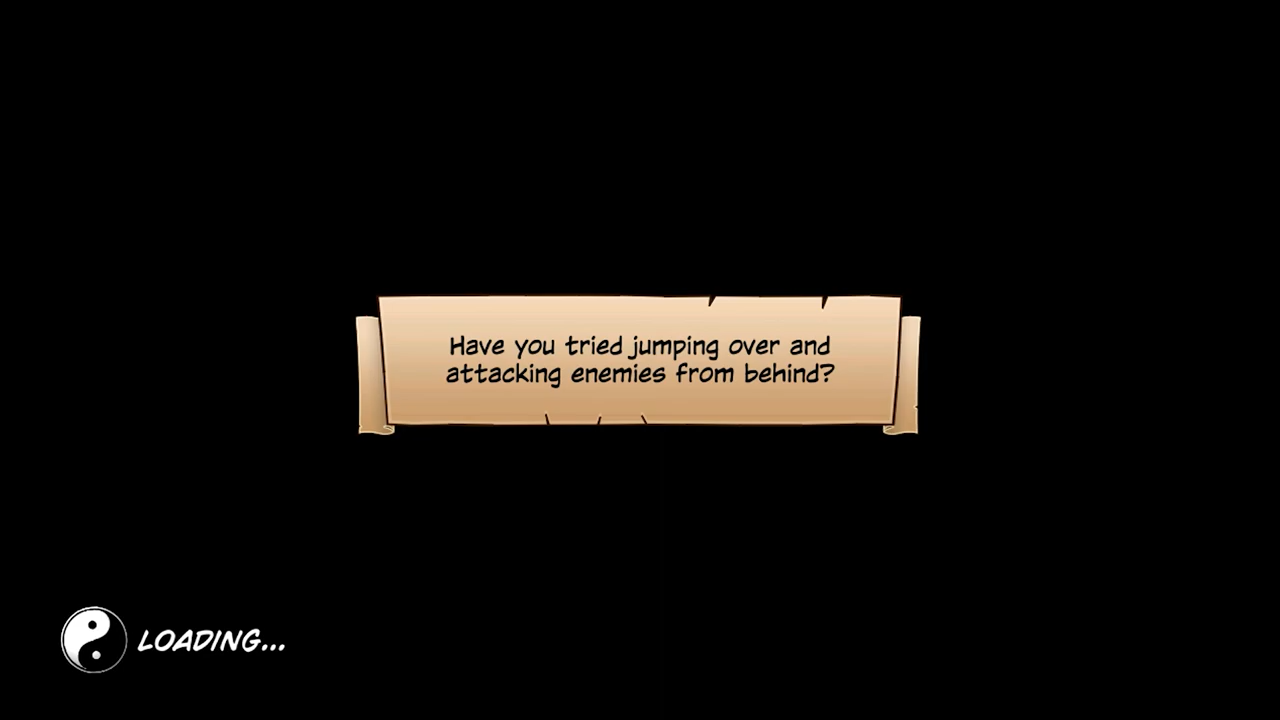 Have you tried jumping over and
attacking enemies from behind?
LOADING...